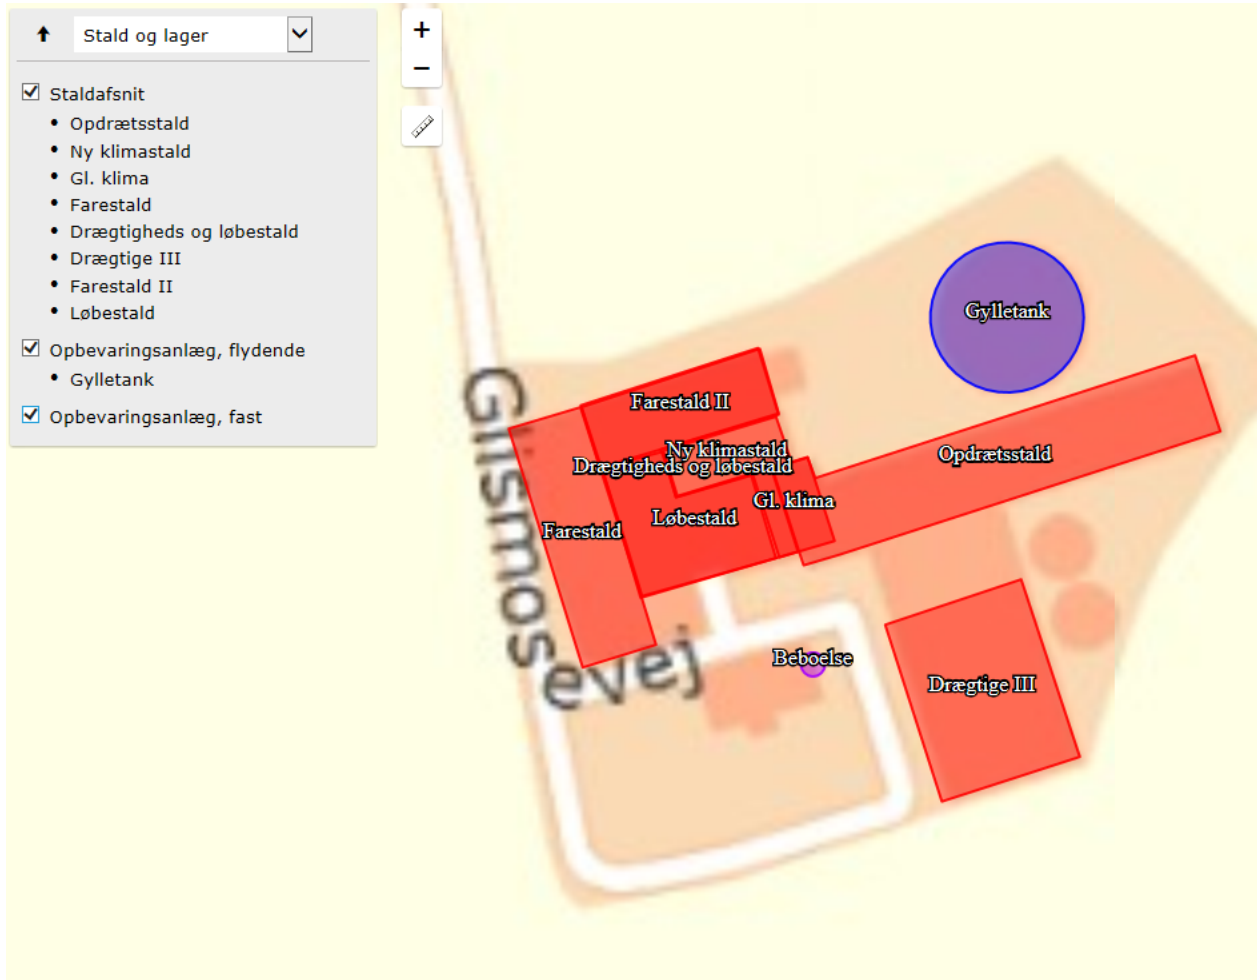 Stald og lager
Staldafsnit
Opdrætsstald
Ny klimastald
Gl. klima
Farestald
Drægtigheds og løbestald
Drægtige III
Farestald II
Løbestald
Opbevaringsanlæg, flydende
Gylletank
Opbevaringsanlæg, fast
+
−
Gylletank
Farestald II
Ny klimastald
Drægtigheds og løbestald
Opdrætsstald
Gl. klima
Løbestald
Farestald
Glismosevej
Beboelse
Drægtige III